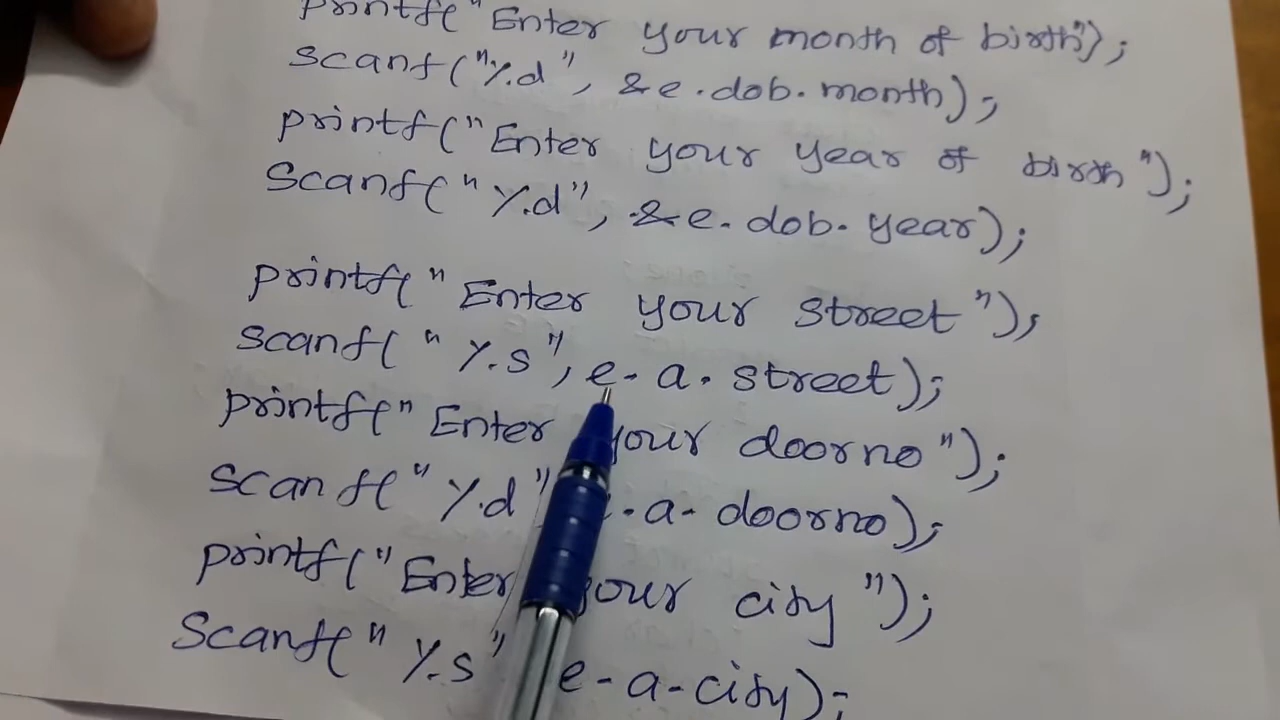 printf("Enter your month of birth");
scanf("%d", &e.dob.month);
printf("Enter your year of birth");
scanf("%d", &e.dob.year);
printf("Enter your street");
scanf("%s", e.a.street);
printf("Enter your doorno");
scanf("%d" .a.doorno);
printf("Enter your city");
scanf("%s" e.a.city);